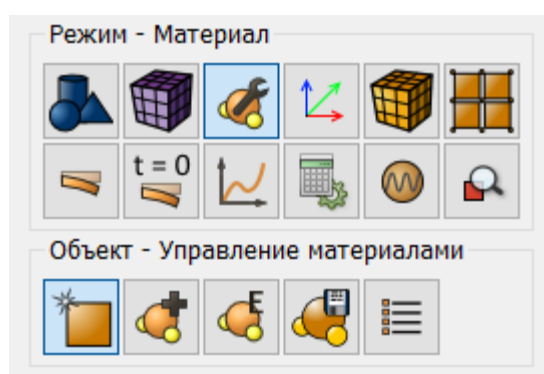 Режим - Материал
t = 0
Объект - Управление материалами
E